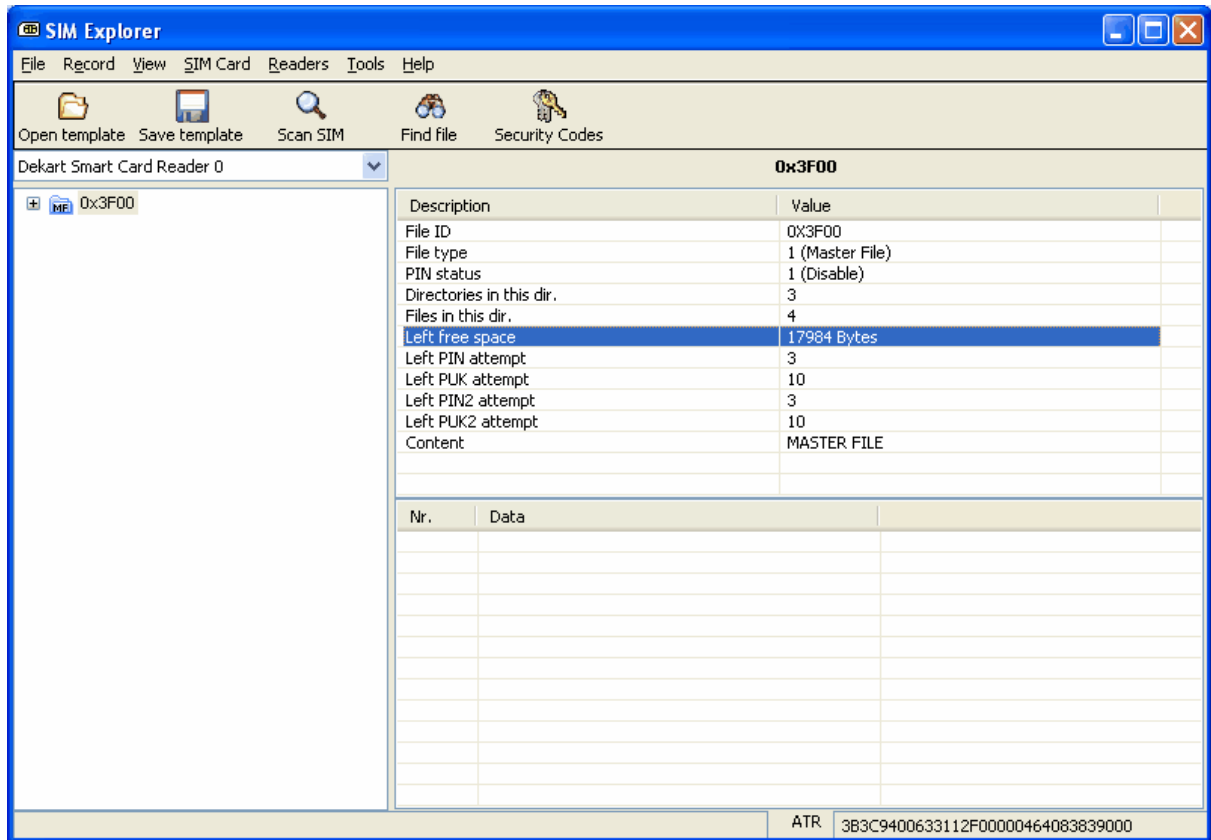 SIM Explorer
File Record View SIM Card Readers Tools Help
Open template Save template Scan SIM Find file Security Codes
Dekart Smart Card Reader 0
0x3F00
MF 0x3F00
Description Value
File ID 0X3F00
File type 1 (Master File)
PIN status 1 (Disable)
Directories in this dir. 3
Files in this dir. 4
Left free space 17984 Bytes
Left PIN attempt 3
Left PUK attempt 10
Left PIN2 attempt 3
Left PUK2 attempt 10
Content MASTER FILE
Nr. Data
ATR 3B3C9400633112F00000464083839000